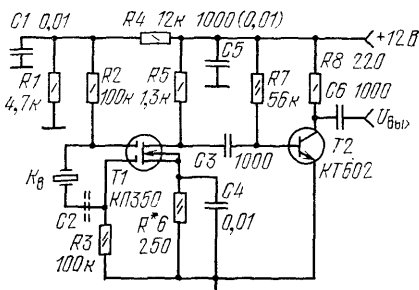 C1 0,01
R4 12к 1000(0,01)
+12В
C5
R8 220
R1
4,7к
R2
100к
R5
1,3к
R7
56к
C6 1000
Uвых
Кв
T1
КП350
C3
1000
T2
КТ602
C2
R3
100к
R*6
250
C4
0,01